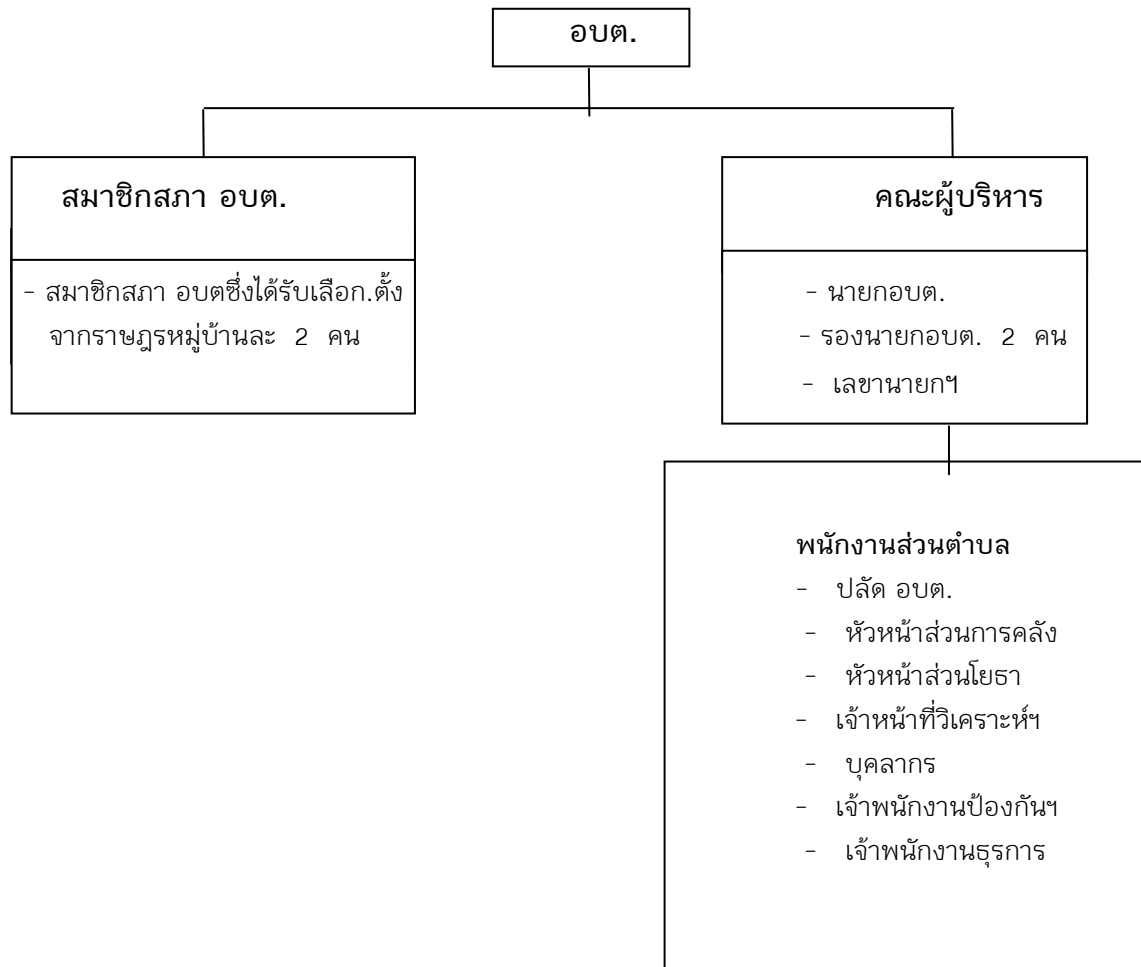 อบต.
สมาชิกสภา อบต.
- สมาชิกสภา อบตซึ่งได้รับเลือก.ตั้ง
จากราษฎรหมู่บ้านละ 2 คน
คณะผู้บริหาร
- นายกอบต.
- รองนายกอบต. 2 คน
- เลขานายกฯ
พนักงานส่วนตำบล
- ปลัด อบต.
- หัวหน้าส่วนการคลัง
- หัวหน้าส่วนโยธา
- เจ้าหน้าที่วิเคราะห์ฯ
- บุคลากร
- เจ้าพนักงานป้องกันฯ
- เจ้าพนักงานธุรการ